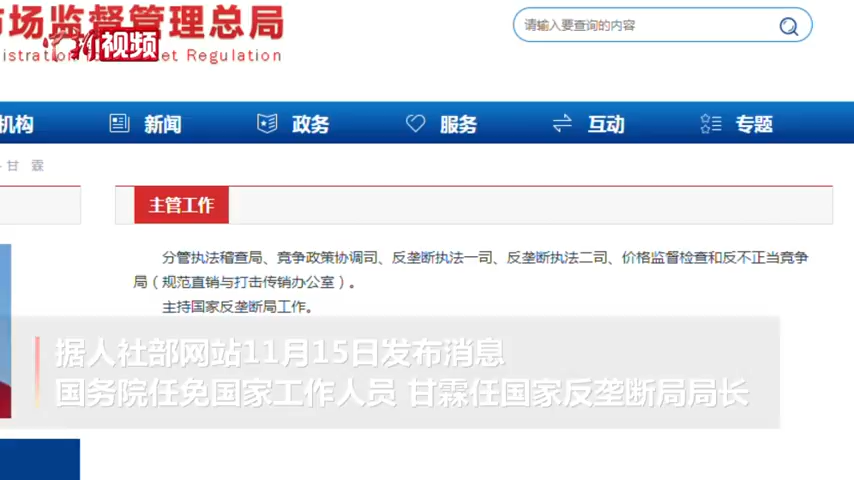 市场监督管理总局
视频
et Regulation
istrat
请输入要查询的内容
机构
新闻
政务
服务
互动
专题
甘 霖
主管工作
分管执法稽查局、竞争政策协调司、反垄断执法一司、反垄断执法二司、价格监督检查和反不正当竞争
局（规范直销与打击传销办公室）。
主持国家反垄断局工作。
据人社部网站11月15日发布消息
国务院任免国家工作人员 甘霖任国家反垄断局局长